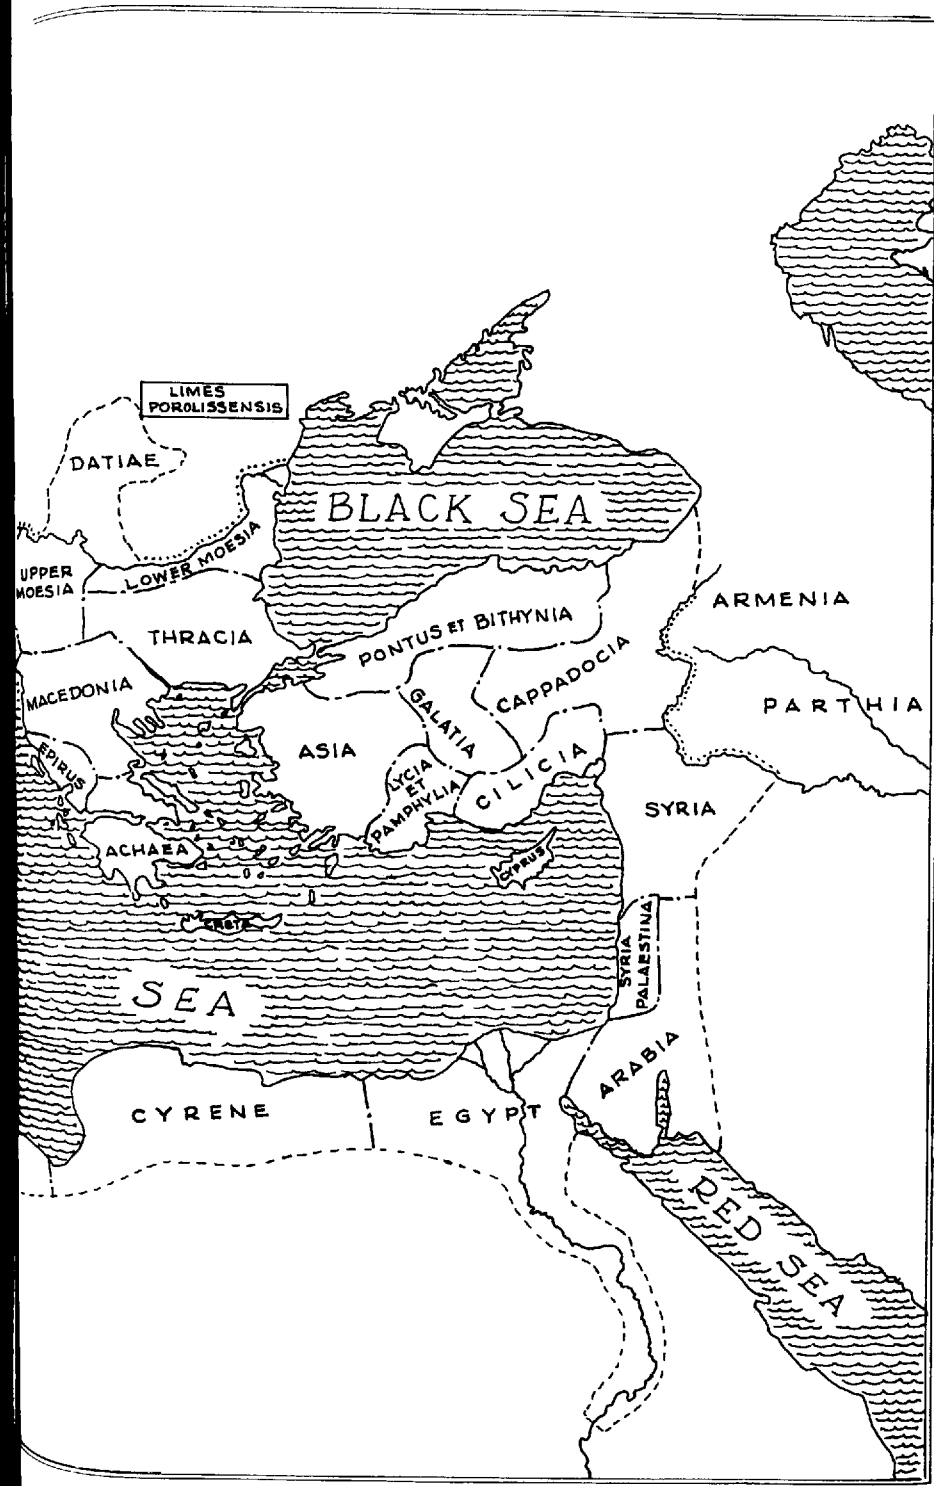 LIMES
POROLISSENSIS
DATIAE
BLACK SEA
UPPER
MOESIA
LOWER MOESIA
ARMENIA
THRACIA
PONTUS ET BITHYNIA
MACEDONIA
CAPPADOCIA
GALATIA
PARTHIA
EPIRUS
ASIA
LYCIA
ET
PAMPHYLIA
CILICIA
SYRIA
ACHAEA
CIPRUS
CRETA
SYRIA
PALAESTINA
SEA
ARABIA
CYRENE
EGYPT
RED SEA